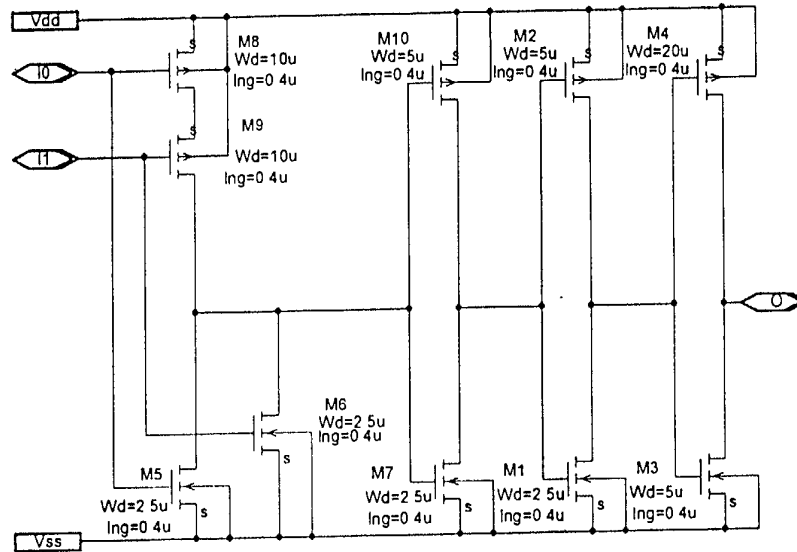 Vdd
I0
I1
M8
Wd=10u
lng=0 4u
s
M9
Wd=10u
lng=0 4u
s
M10
Wd=5u
lng=0 4u
s
M2
Wd=5u
lng=0 4u
s
M4
Wd=20u
lng=0 4u
s
O
M6
Wd=2 5u
lng=0 4u
s
M5
Wd=2 5u
lng=0 4u
s
M7
Wd=2 5u
lng=0 4u
s
M1
Wd=2 5u
lng=0 4u
s
M3
Wd=5u
lng=0 4u
s
Vss